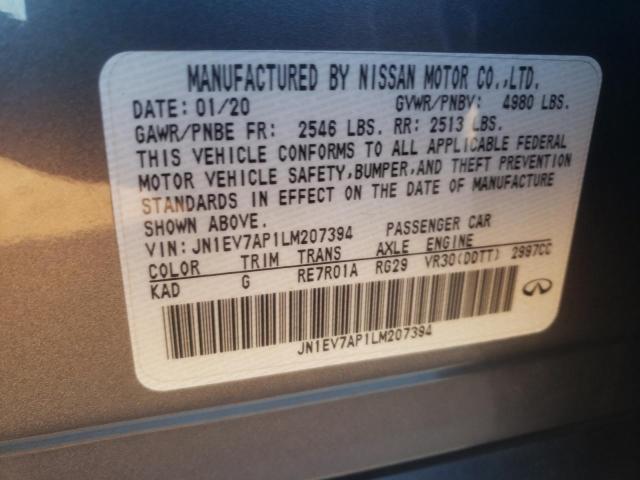 MANUFACTURED BY NISSAN MOTOR CO.,LTD.
DATE: 01/20 GVWR/PNBV: 4980 LBS.
GAWR/PNBE FR: 2546 LBS. RR: 2513 LBS.
THIS VEHICLE CONFORMS TO ALL APPLICABLE FEDERAL
MOTOR VEHICLE SAFETY,BUMPER,AND THEFT PREVENTION
STANDARDS IN EFFECT ON THE DATE OF MANUFACTURE
SHOWN ABOVE.
VIN: JN1EV7AP1LM207394 PASSENGER CAR
COLOR TRIM TRANS AXLE ENGINE
KAD G RE7R01A RG29 VR30(DDTT) 2997CC
JN1EV7AP1LM207394